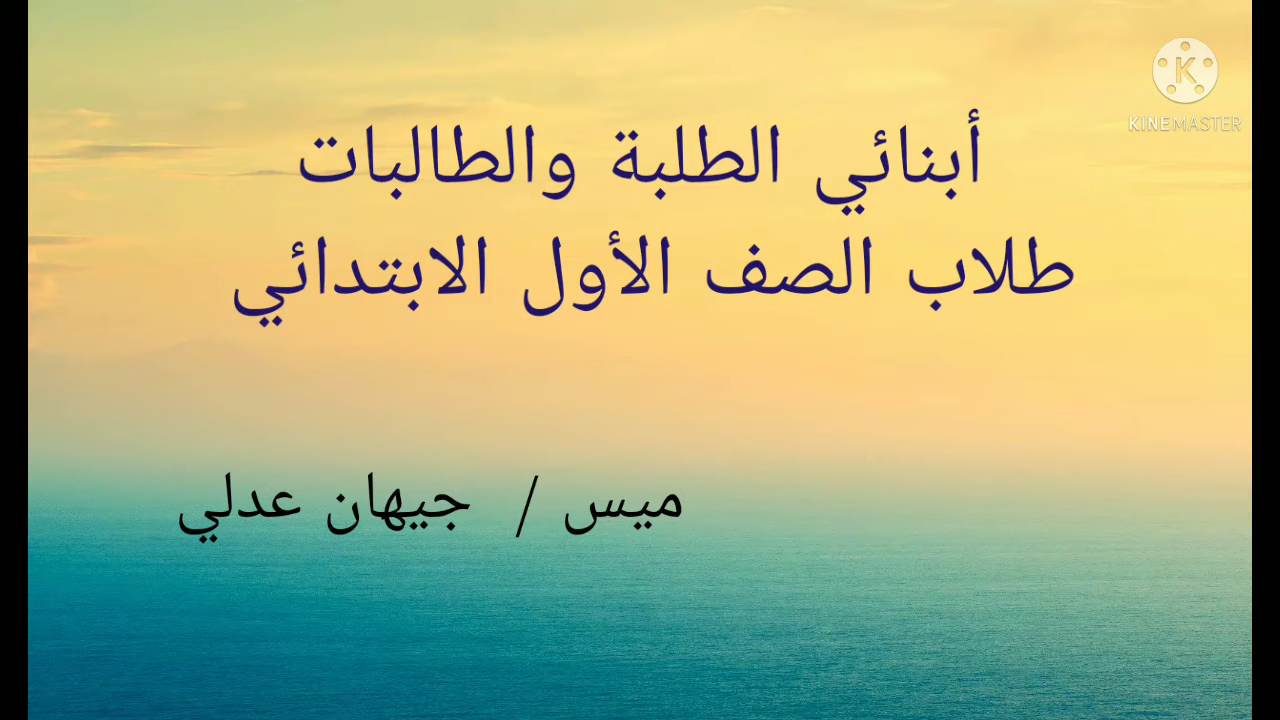 K
KINEMASTER
أبنائي الطلبة والطالبات
طلاب الصف الأول الابتدائي
ميس / جيهان عدلي